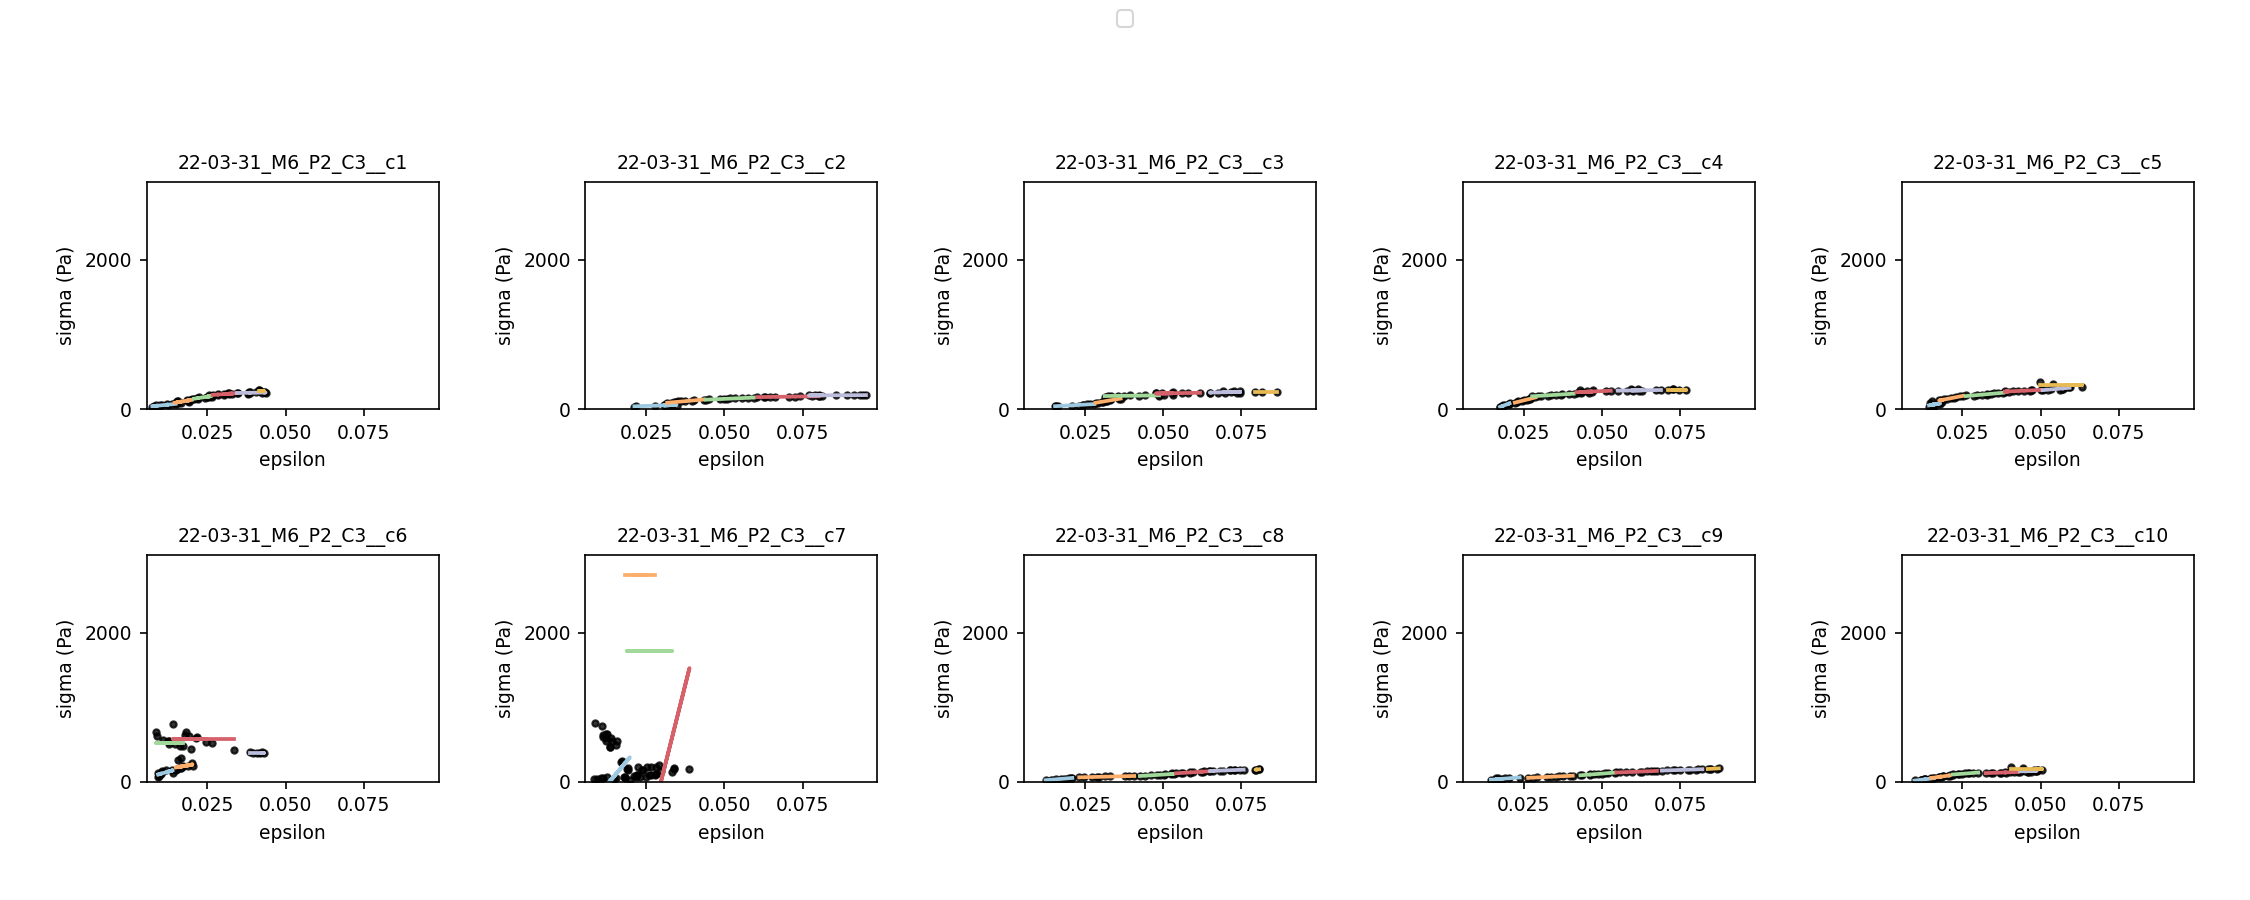 22-03-31_M6_P2_C3__c1
22-03-31_M6_P2_C3__c2
22-03-31_M6_P2_C3__c3
22-03-31_M6_P2_C3__c4
22-03-31_M6_P2_C3__c5
sigma (Pa)
2000
0
sigma (Pa)
2000
0
sigma (Pa)
2000
0
sigma (Pa)
2000
0
sigma (Pa)
2000
0
0.025 0.050 0.075
0.025 0.050 0.075
0.025 0.050 0.075
0.025 0.050 0.075
0.025 0.050 0.075
epsilon
epsilon
epsilon
epsilon
epsilon
22-03-31_M6_P2_C3__c6
22-03-31_M6_P2_C3__c7
22-03-31_M6_P2_C3__c8
22-03-31_M6_P2_C3__c9
22-03-31_M6_P2_C3__c10
sigma (Pa)
2000
0
sigma (Pa)
2000
0
sigma (Pa)
2000
0
sigma (Pa)
2000
0
sigma (Pa)
2000
0
0.025 0.050 0.075
0.025 0.050 0.075
0.025 0.050 0.075
0.025 0.050 0.075
0.025 0.050 0.075
epsilon
epsilon
epsilon
epsilon
epsilon